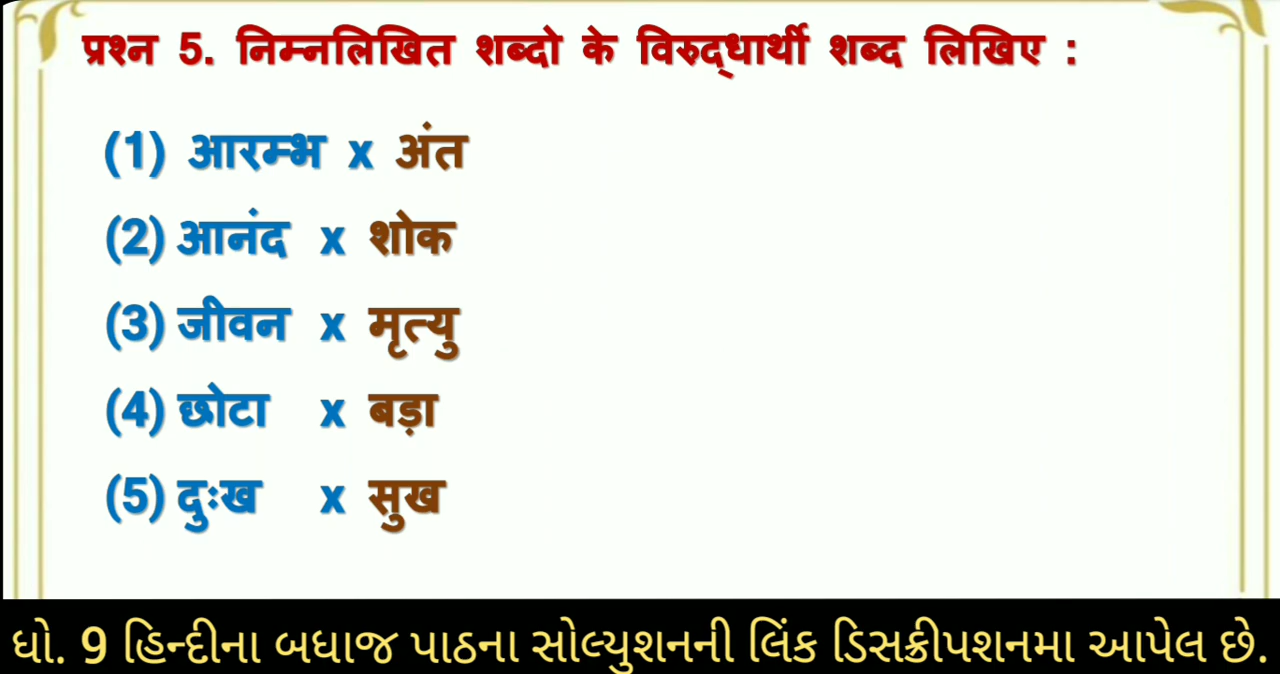 प्रश्न 5. निम्नलिखित शब्दो के विरुद्धार्थी शब्द लिखिए :
(1) आरम्भ x अंत
(2) आनंद x शोक
(3) जीवन x मृत्यु
(4) छोटा x बड़ा
(5) दुःख x सुख
ધો. 9 હિન્દીના બધાજ પાઠના સોલ્યુશનની લિંક ડિસક્રીપશનમા આપેલ છે.